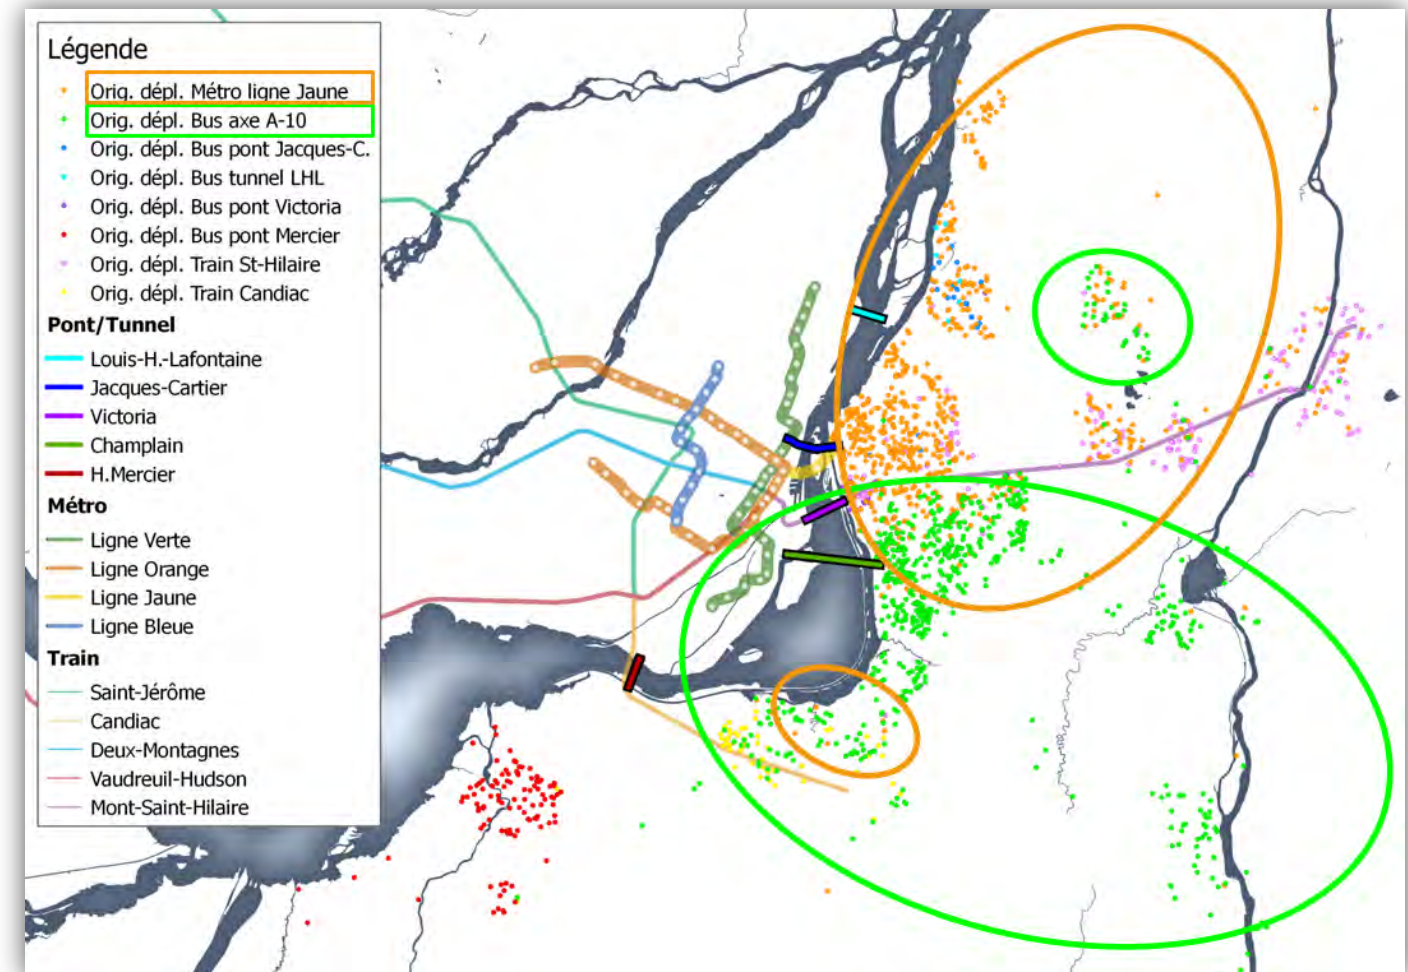 Légende
Orig. dépl. Métro ligne Jaune
Orig. dépl. Bus axe A-10
Orig. dépl. Bus pont Jacques-C.
Orig. dépl. Bus tunnel LHL
Orig. dépl. Bus pont Victoria
Orig. dépl. Bus pont Mercier
Orig. dépl. Train St-Hilaire
Orig. dépl. Train Candiac
Pont/Tunnel
Louis-H.-Lafontaine
Jacques-Cartier
Victoria
Champlain
H.Mercier
Métro
Ligne Verte
Ligne Orange
Ligne Jaune
Ligne Bleue
Train
Saint-Jérôme
Candiac
Deux-Montagnes
Vaudreuil-Hudson
Mont-Saint-Hilaire